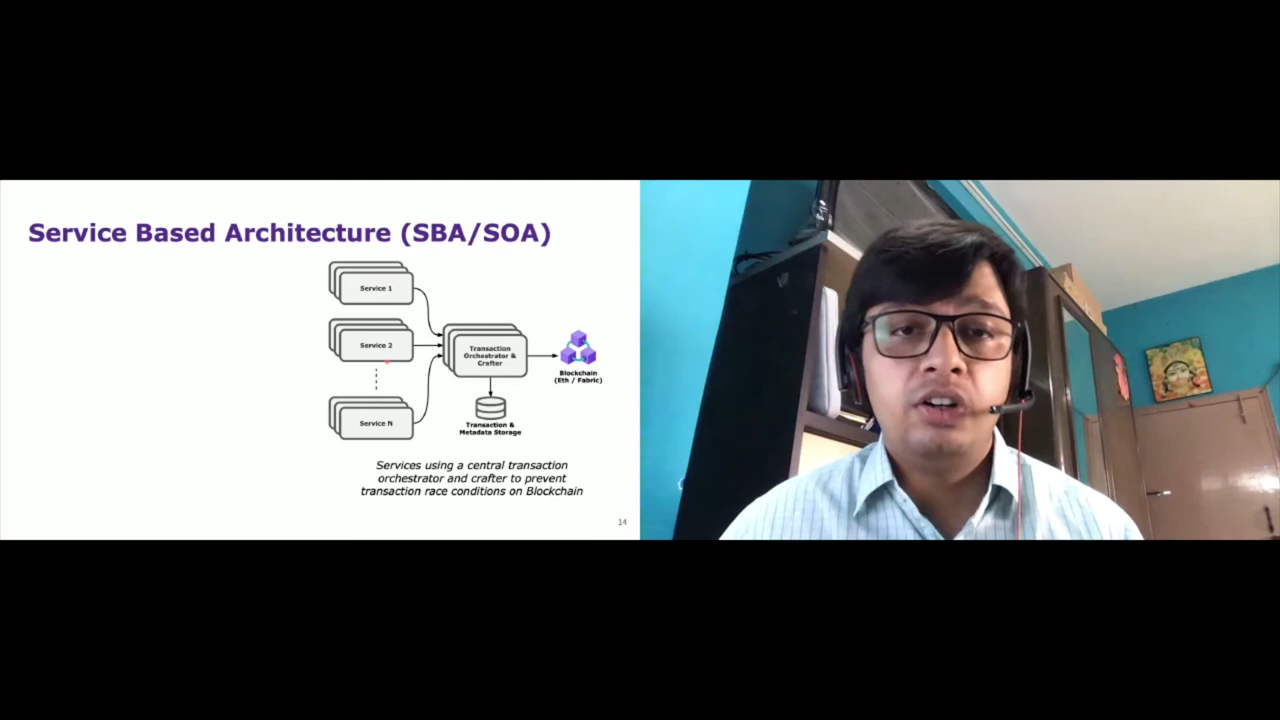 Service Based Architecture (SBA/SOA)
Service 1
Service 2
Service N
Transaction
Orchestrator &
Crafter
Blockchain
(Eth / Fabric)
Transaction &
Metadata Storage
Services using a central transaction
orchestrator and crafter to prevent
transaction race conditions on Blockchain
14